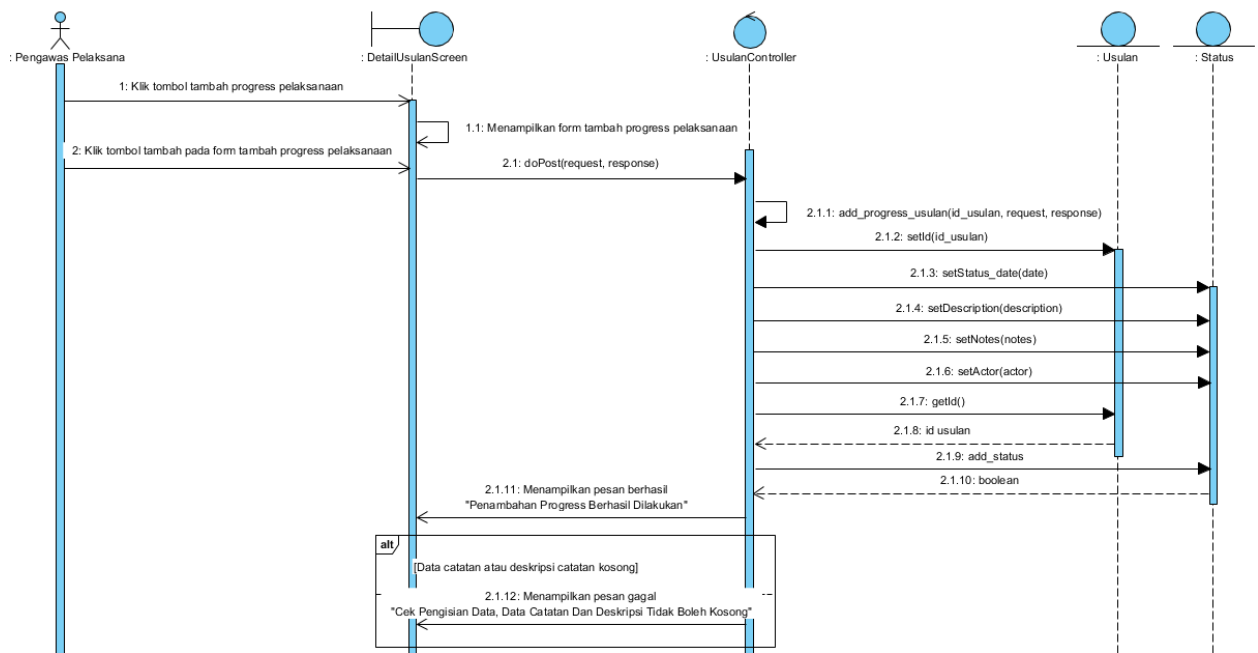 : Pengawas Pelaksana
: DetailUsulanScreen
: UsulanController
: Usulan
: Status
1: Klik tombol tambah progress pelaksanaan
1.1: Menampilkan form tambah progress pelaksanaan
2: Klik tombol tambah pada form tambah progress pelaksanaan
2.1: doPost(request, response)
2.1.1: add_progress_usulan(id_usulan, request, response)
2.1.2: setId(id_usulan)
2.1.3: setStatus_date(date)
2.1.4: setDescription(description)
2.1.5: setNotes(notes)
2.1.6: setActor(actor)
2.1.7: getId()
2.1.8: id usulan
2.1.9: add_status
2.1.10: boolean
2.1.11: Menampilkan pesan berhasil
"Penambahan Progress Berhasil Dilakukan"
alt
[Data catatan atau deskripsi catatan kosong]
2.1.12: Menampilkan pesan gagal
"Cek Pengisian Data, Data Catatan Dan Deskripsi Tidak Boleh Kosong"